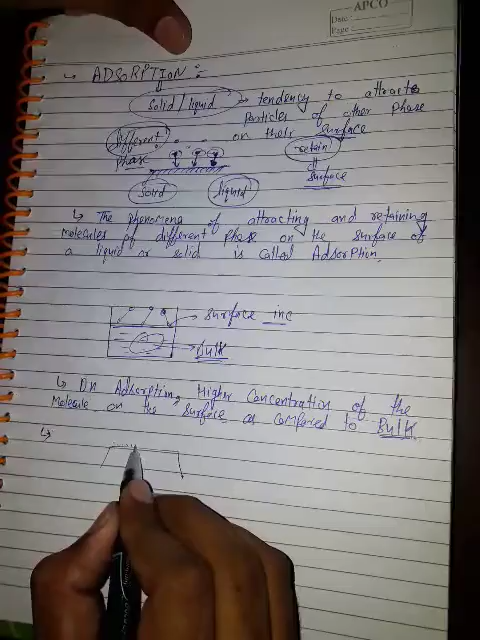 APCO
Date:
Page:
ADSORPTION :
Solid / liquid → tendency to attracts
Particles of other Phase
on their Surface
different
Phase
retain
Surface
Solid liquid
The phenomena of attracting and retaining
molecules of different phase on the surface of
a liquid or solid is called Adsorption
→ Surface inc
→ Bulk
On Adsorption, Higher Concentration of the
Molecule on the Surface as compared to Bulk